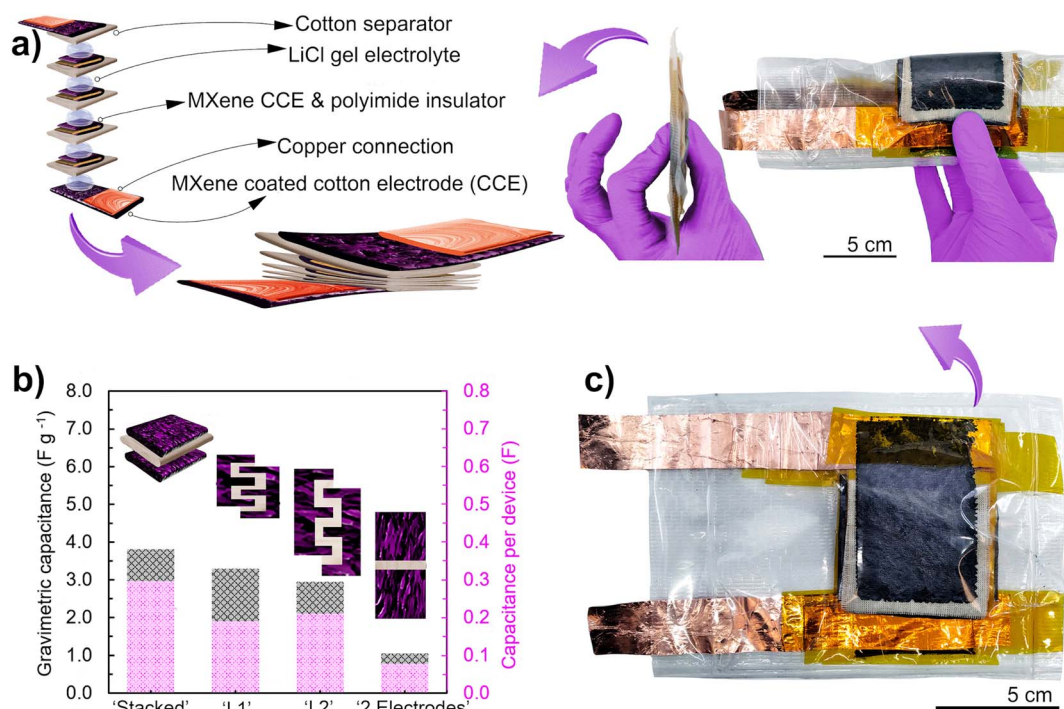 a)
Cotton separator
LiCl gel electrolyte
MXene CCE & polyimide insulator
Copper connection
MXene coated cotton electrode (CCE)
5 cm
b)
Gravimetric capacitance (F g⁻¹)
8.0
7.0
6.0
5.0
4.0
3.0
2.0
1.0
0.0
Capacitance per device (F)
0.8
0.7
0.6
0.5
0.4
0.3
0.2
0.1
0.0
‘Stacked’ ‘L1’ ‘L2’ ‘2 Electrodes’
c)
5 cm